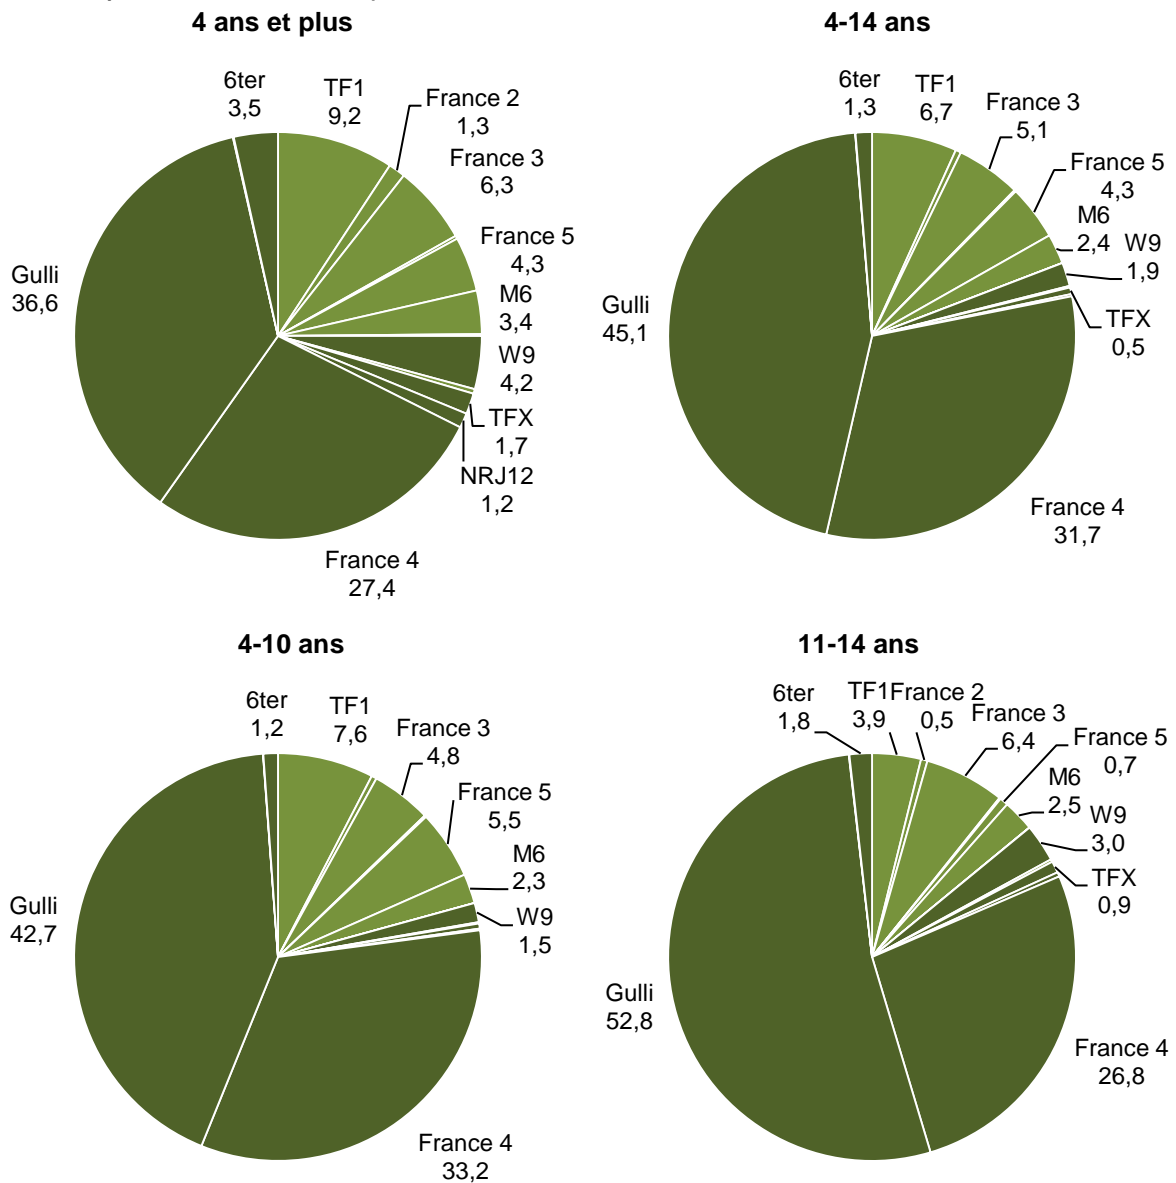 4 ans et plus
6ter
3,5
TF1
9,2
France 2
1,3
France 3
6,3
France 5
4,3
M6
3,4
W9
4,2
TFX
1,7
NRJ12
1,2
France 4
27,4
Gulli
36,6
4-14 ans
6ter
1,3
TF1
6,7
France 3
5,1
France 5
4,3
M6
2,4
W9
1,9
TFX
0,5
France 4
31,7
Gulli
45,1
4-10 ans
6ter
1,2
TF1
7,6
France 3
4,8
France 5
5,5
M6
2,3
W9
1,5
France 4
33,2
Gulli
42,7
11-14 ans
6ter
1,8
TF1
3,9
France 2
0,5
France 3
6,4
France 5
0,7
M6
2,5
W9
3,0
TFX
0,9
France 4
26,8
Gulli
52,8